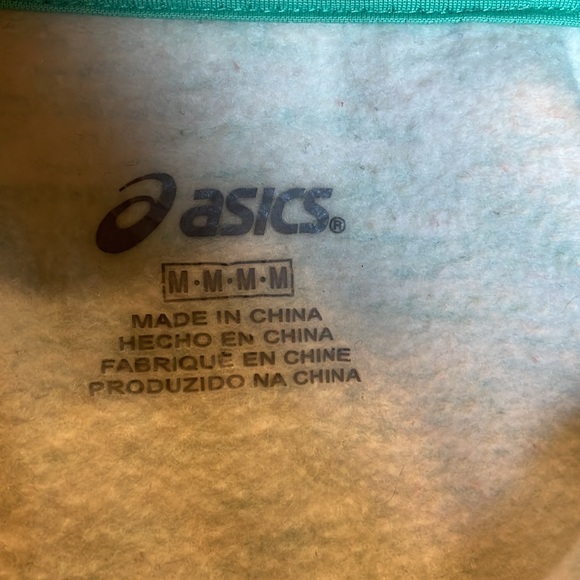 asics®
M·M·M·M
MADE IN CHINA
HECHO EN CHINA
FABRIQUÉ EN CHINE
PRODUZIDO NA CHINA